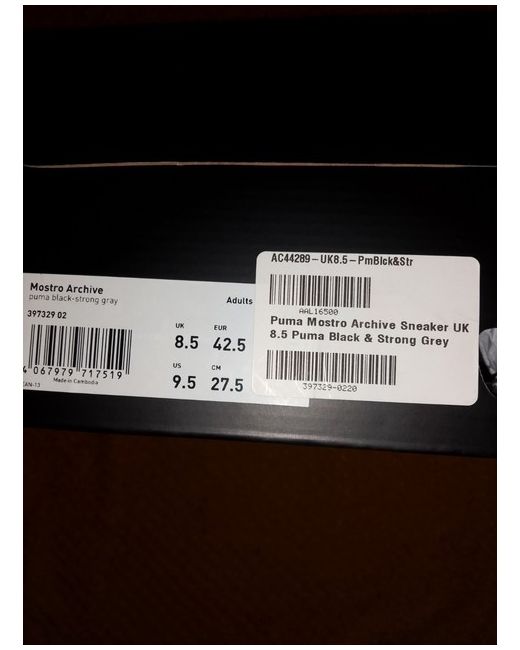 Mostro Archive
puma black-strong gray
Adults
397329 02
UK EUR
8.5 42.5
US CM
9.5 27.5
4 067979 717519
EAN-13
Made in Cambodia
AC44289-UK8.5-PmBlck&Str
AAL16500
Puma Mostro Archive Sneaker UK
8.5 Puma Black & Strong Grey
397329-0220